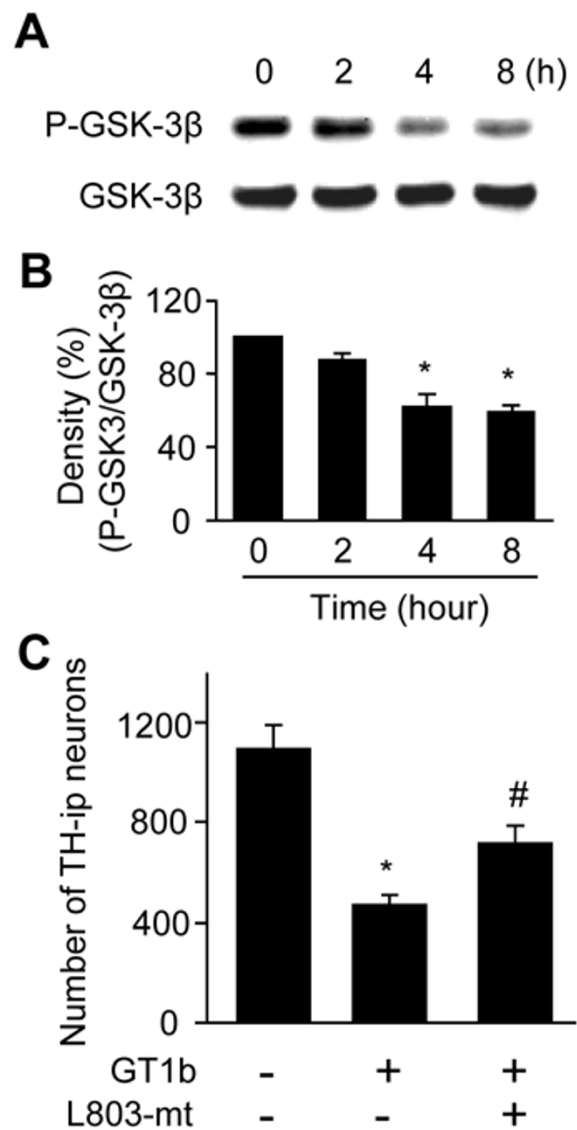 A
0 2 4 8 (h)
P-GSK-3β
GSK-3β
B
Density (%)
(P-GSK3/GSK-3β)
120
80
40
0
* *
0 2 4 8
Time (hour)
C
Number of TH-ip neurons
1200
800
400
0
* #
GT1b - + +
L803-mt - - +